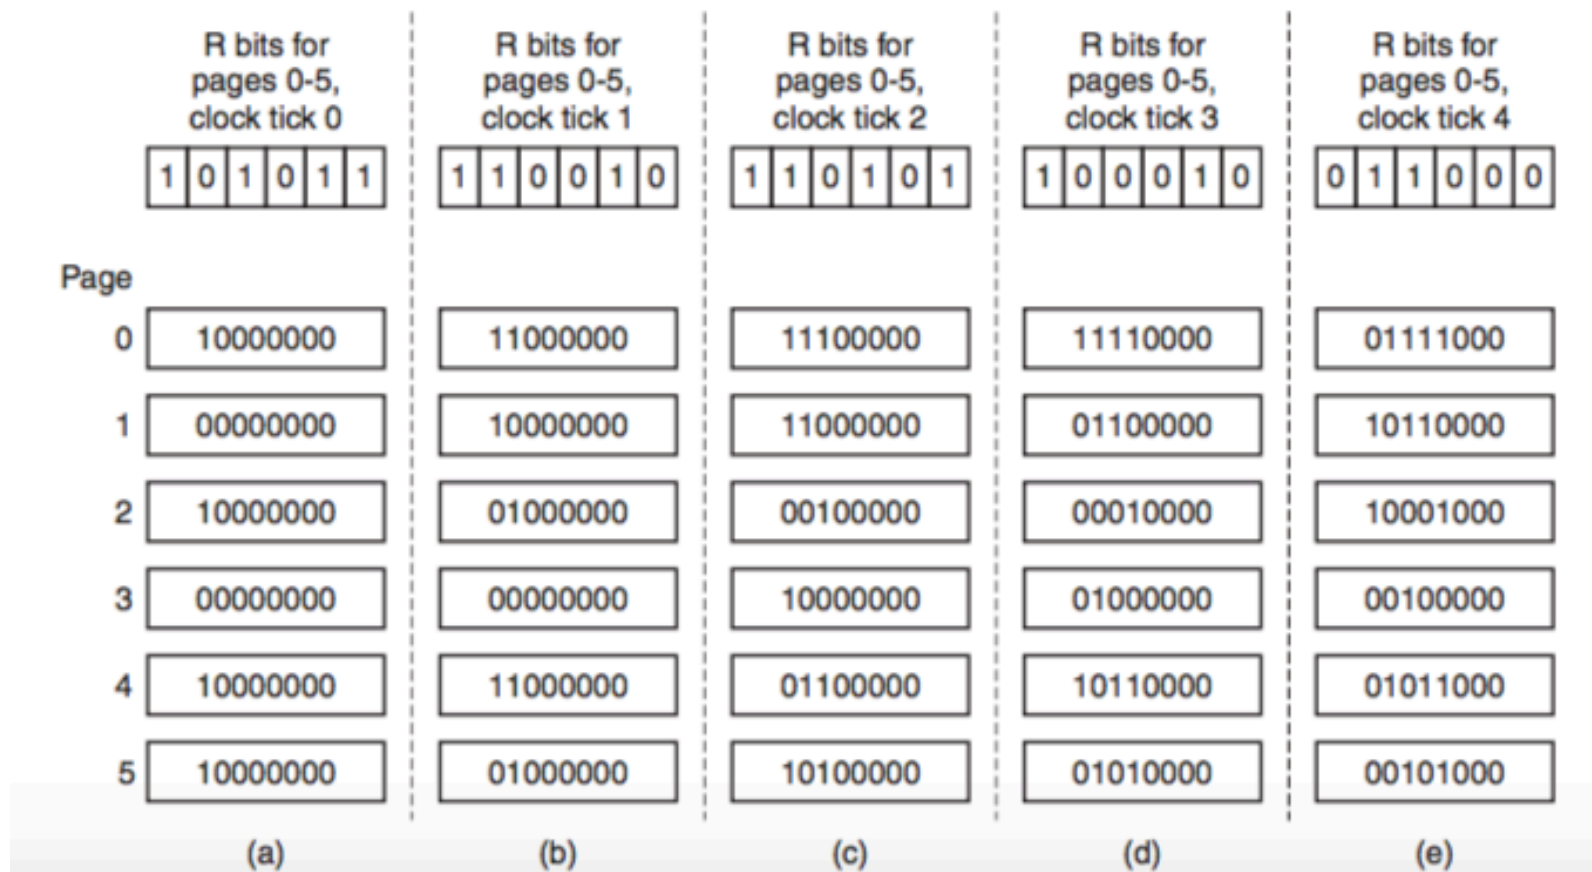 R bits for pages 0-5, clock tick 0
R bits for pages 0-5, clock tick 1
R bits for pages 0-5, clock tick 2
R bits for pages 0-5, clock tick 3
R bits for pages 0-5, clock tick 4
1 0 1 0 1 1
1 1 0 0 1 0
1 1 0 1 0 1
1 0 0 0 1 0
0 1 1 0 0 0
Page
0 10000000 11000000 11100000 11110000 01111000
1 00000000 10000000 11000000 01100000 10110000
2 10000000 01000000 00100000 00010000 10001000
3 00000000 00000000 10000000 01000000 00100000
4 10000000 11000000 01100000 10110000 01011000
5 10000000 01000000 10100000 01010000 00101000
(a) (b) (c) (d) (e)